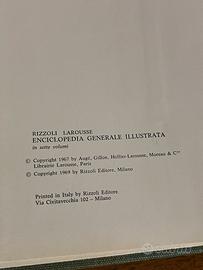 RIZZOLI LAROUSSE
ENCICLOPEDIA GENERALE ILLUSTRATA
in sette volumi
© Copyright 1967 by Augé, Gillon, Hollier-Larousse, Moreau & Cie
Librairie Larousse, Paris
© Copyright 1969 by Rizzoli Editore, Milano
Printed in Italy by Rizzoli Editore
Via Civitavecchia 102 - Milano